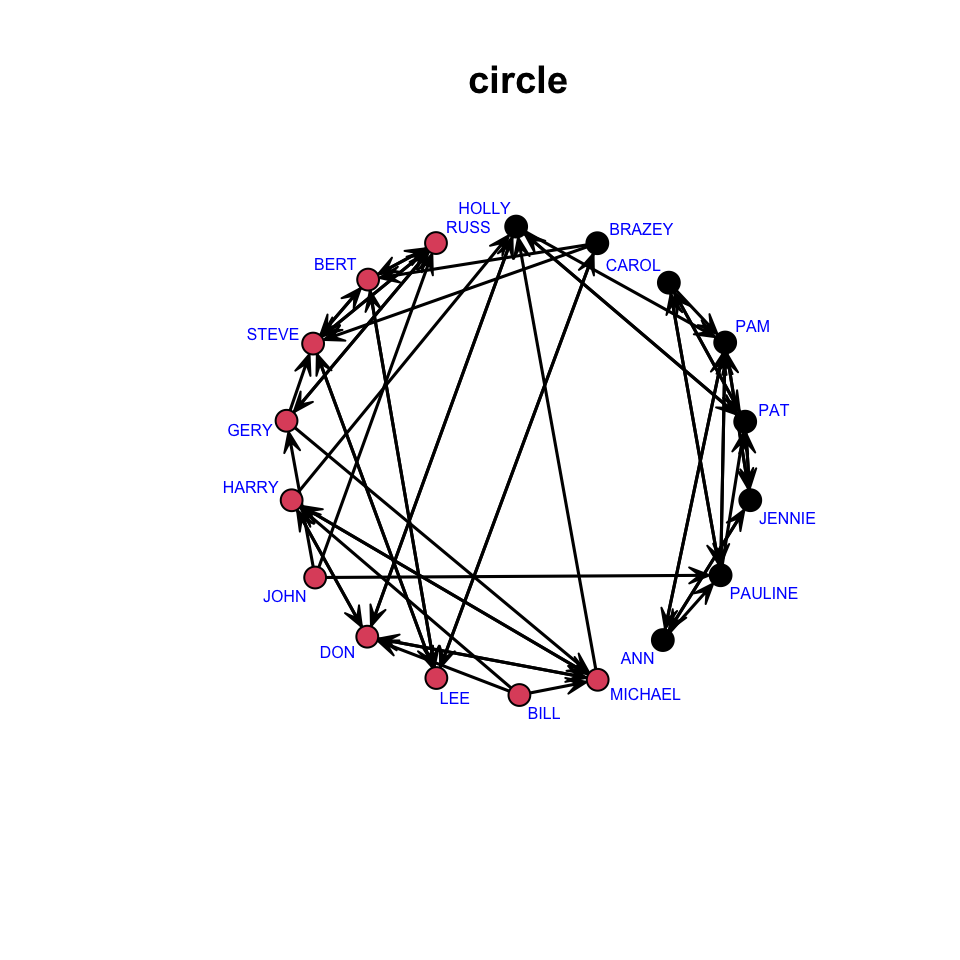 circle
HOLLY
RUSS
BRAZEY
BERT
CAROL
STEVE
PAM
GERY
PAT
HARRY
JENNIE
JOHN
PAULINE
DON
ANN
LEE
MICHAEL
BILL